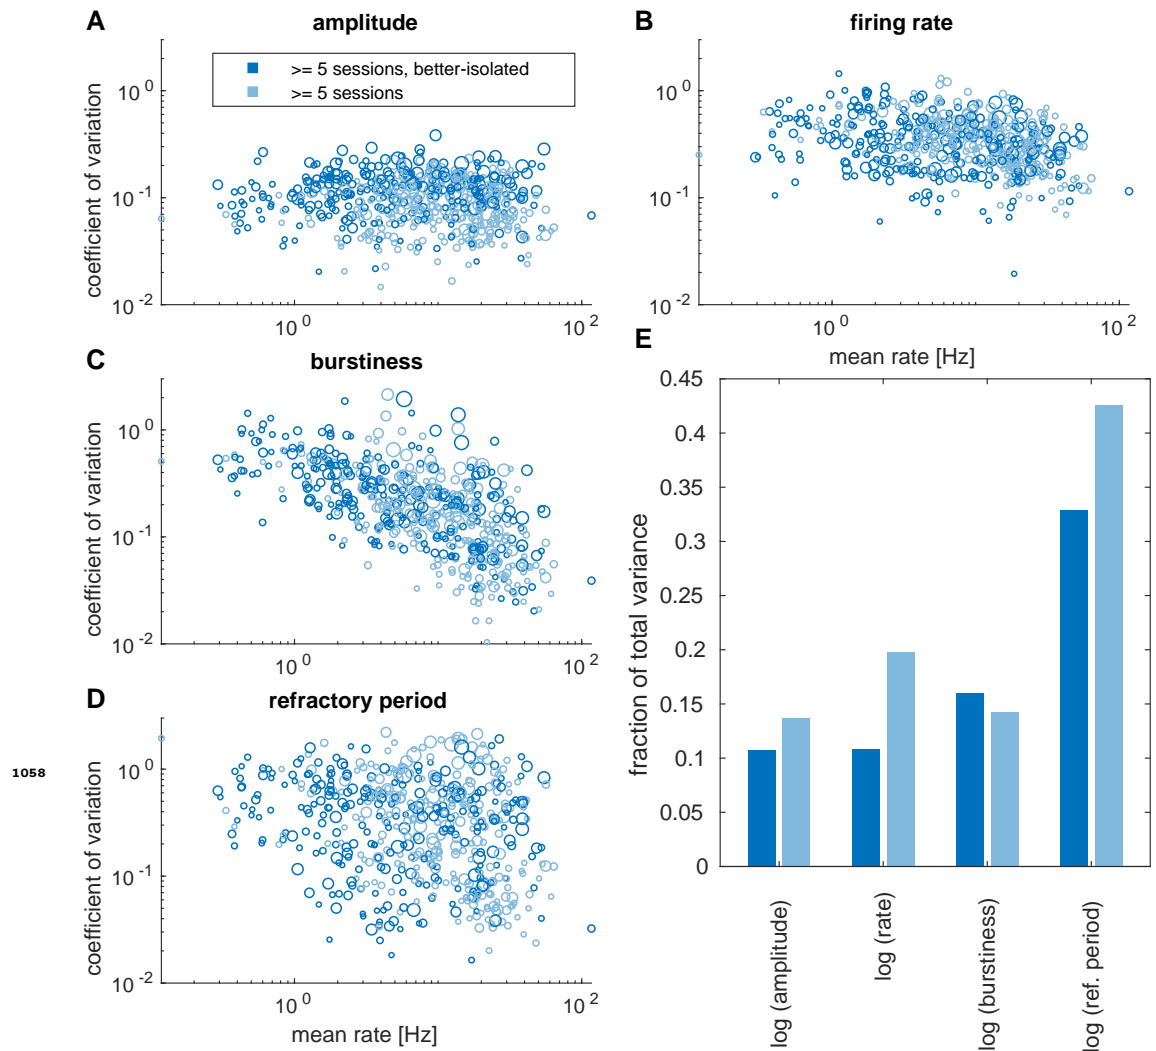 A
amplitude
>= 5 sessions, better-isolated
>= 5 sessions
coefficient of variation
10^0
10^-1
10^-2
10^0
10^2
B
firing rate
10^0
10^-1
10^-2
10^0
10^2
mean rate [Hz]
C
burstiness
coefficient of variation
10^0
10^-1
10^-2
10^0
10^2
D
refractory period
1058
coefficient of variation
10^0
10^-1
10^-2
10^0
10^2
mean rate [Hz]
E
fraction of total variance
0.45
0.4
0.35
0.3
0.25
0.2
0.15
0.1
0.05
0
log (amplitude)
log (rate)
log (burstiness)
log (ref. period)